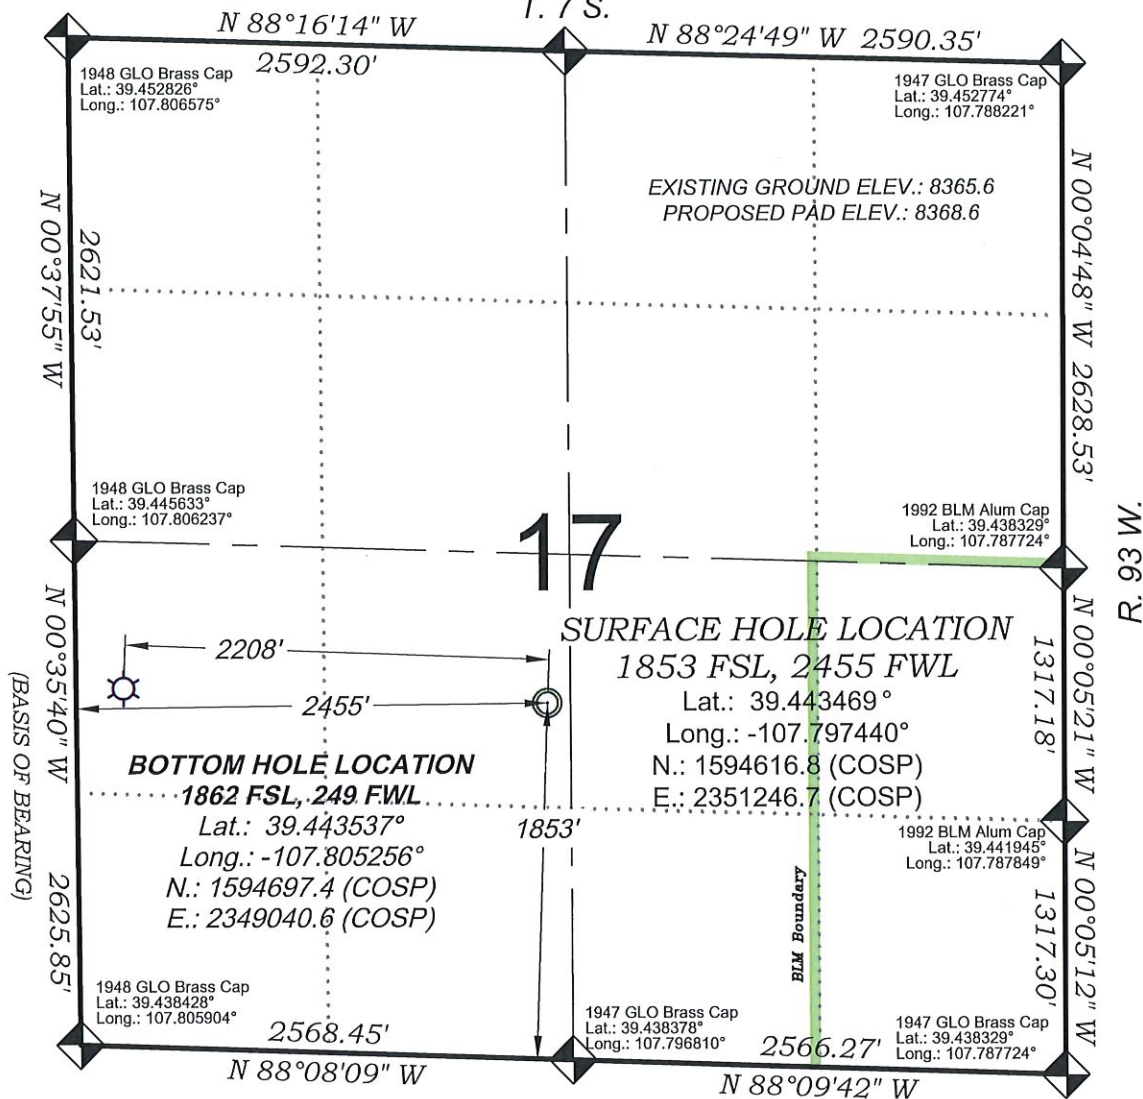 T. 7 S.
N 88°16'14" W
2592.30'
N 88°24'49" W 2590.35'
1948 GLO Brass Cap
Lat.: 39.452826°
Long.: 107.806575°
1947 GLO Brass Cap
Lat.: 39.452774°
Long.: 107.788221°
EXISTING GROUND ELEV.: 8365.6
PROPOSED PAD ELEV.: 8368.6
N 00°37'55" W
2621.53'
N 00°04'48" W 2628.53'
R. 93 W.
1948 GLO Brass Cap
Lat.: 39.445633°
Long.: 107.806237°
1992 BLM Alum Cap
Lat.: 39.438329°
Long.: 107.787724°
17
SURFACE HOLE LOCATION
1853 FSL, 2455 FWL
Lat.: 39.443469°
Long.: -107.797440°
N.: 1594616.8 (COSP)
E.: 2351246.7 (COSP)
2208'
2455'
1853'
N 00°35'40" W
(BASIS OF BEARING)
2625.85'
BOTTOM HOLE LOCATION
1862 FSL, 249 FWL
Lat.: 39.443537°
Long.: -107.805256°
N.: 1594697.4 (COSP)
E.: 2349040.6 (COSP)
N 00°05'21" W
1317.18'
1992 BLM Alum Cap
Lat.: 39.441945°
Long.: 107.787849°
BLM Boundary
N 00°05'12" W
1317.30'
1948 GLO Brass Cap
Lat.: 39.438428°
Long.: 107.805904°
2568.45'
N 88°08'09" W
1947 GLO Brass Cap
Lat.: 39.438378°
Long.: 107.796810°
2566.27'
N 88°09'42" W
1947 GLO Brass Cap
Lat.: 39.438329°
Long.: 107.787724°